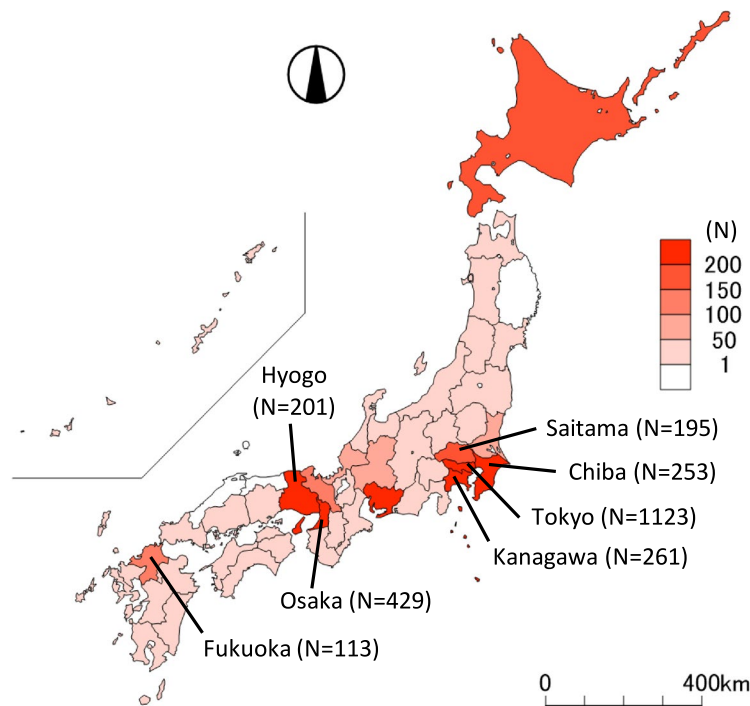 (N)
200
150
100
50
1
Hyogo
(N=201)
Saitama (N=195)
Chiba (N=253)
Tokyo (N=1123)
Kanagawa (N=261)
Osaka (N=429)
Fukuoka (N=113)
0 400km